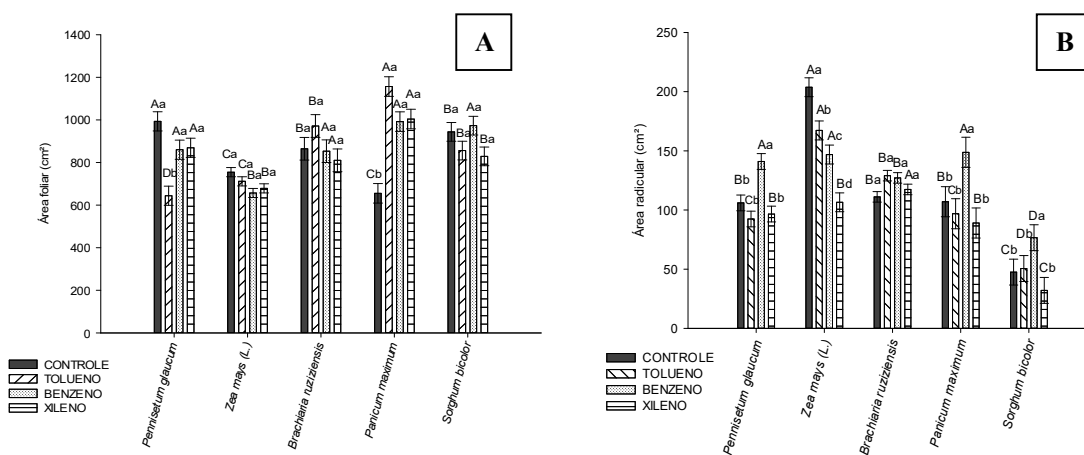 A
1400
1200
1000
800
600
400
200
0
Área foliar (cm²)
Aa
Db
Aa
Aa
Ca
Ca
Ba
Ba
Ba
Ba
Aa
Aa
Cb
Aa
Aa
Aa
Ba
Ba
Aa
Ba
Pennisetum glaucum
Zea mays (L.)
Brachiaria ruziziensis
Panicum maximum
Sorghum bicolor
CONTROLE
TOLUENO
BENZENO
XILENO
B
250
200
150
100
50
0
Área radicular (cm²)
Bb
Cb
Aa
Bb
Aa
Ab
Ac
Bd
Ba
Ba
Ba
Aa
Bb
Cb
Aa
Bb
Cb
Db
Da
Cb
Pennisetum glaucum
Zea mays (L.)
Brachiaria ruziziensis
Panicum maximum
Sorghum bicolor
CONTROLE
TOLUENO
BENZENO
XILENO